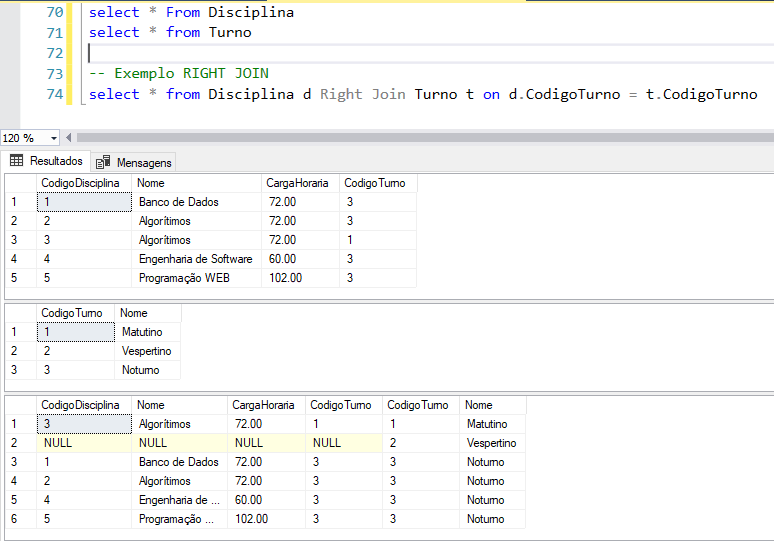 70 select * From Disciplina
71 select * from Turno
72
73 -- Exemplo RIGHT JOIN
74 select * from Disciplina d Right Join Turno t on d.CodigoTurno = t.CodigoTurno
120 %
Resultados Mensagens
CodigoDisciplina Nome CargaHoraria CodigoTurno
1 1 Banco de Dados 72.00 3
2 2 Algorítimos 72.00 3
3 3 Algorítimos 72.00 1
4 4 Engenharia de Software 60.00 3
5 5 Programação WEB 102.00 3
CodigoTurno Nome
1 1 Matutino
2 2 Vespertino
3 3 Noturno
CodigoDisciplina Nome CargaHoraria CodigoTurno CodigoTurno Nome
1 3 Algorítimos 72.00 1 1 Matutino
2 NULL NULL NULL NULL 2 Vespertino
3 1 Banco de Dados 72.00 3 3 Noturno
4 2 Algorítimos 72.00 3 3 Noturno
5 4 Engenharia de ... 60.00 3 3 Noturno
6 5 Programação ... 102.00 3 3 Noturno